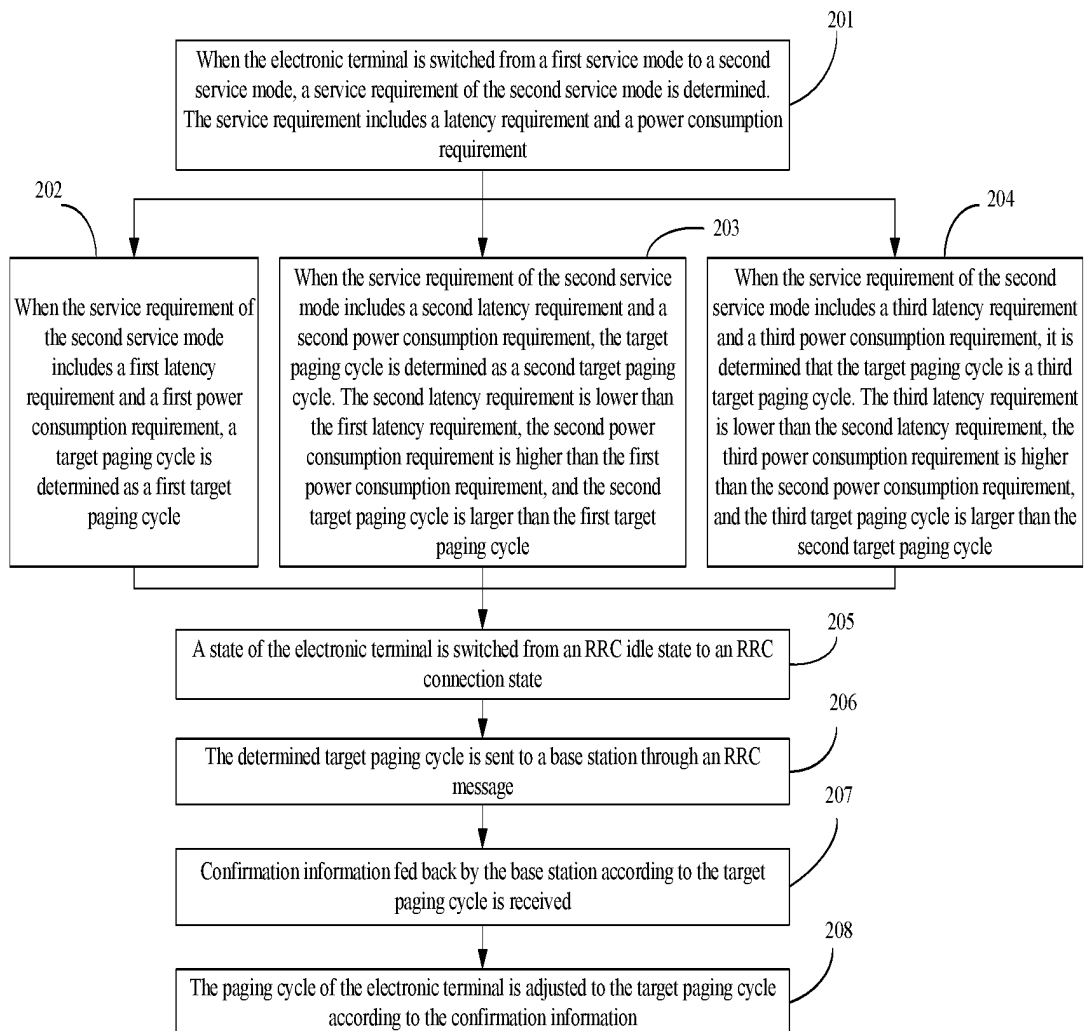 201
When the electronic terminal is switched from a first service mode to a second
service mode, a service requirement of the second service mode is determined.
The service requirement includes a latency requirement and a power consumption
requirement
202
When the service requirement of
the second service mode
includes a first latency
requirement and a first power
consumption requirement, a
target paging cycle is
determined as a first target
paging cycle
203
When the service requirement of the second service
mode includes a second latency requirement and a
second power consumption requirement, the target
paging cycle is determined as a second target paging
cycle. The second latency requirement is lower than
the first latency requirement, the second power
consumption requirement is higher than the first
power consumption requirement, and the second
target paging cycle is larger than the first target
paging cycle
204
When the service requirement of the second
service mode includes a third latency requirement
and a third power consumption requirement, it is
determined that the target paging cycle is a third
target paging cycle. The third latency requirement
is lower than the second latency requirement, the
third power consumption requirement is higher
than the second power consumption requirement,
and the third target paging cycle is larger than the
second target paging cycle
205
A state of the electronic terminal is switched from an RRC idle state to an RRC
connection state
206
The determined target paging cycle is sent to a base station through an RRC
message
207
Confirmation information fed back by the base station according to the target
paging cycle is received
208
The paging cycle of the electronic terminal is adjusted to the target paging cycle
according to the confirmation information